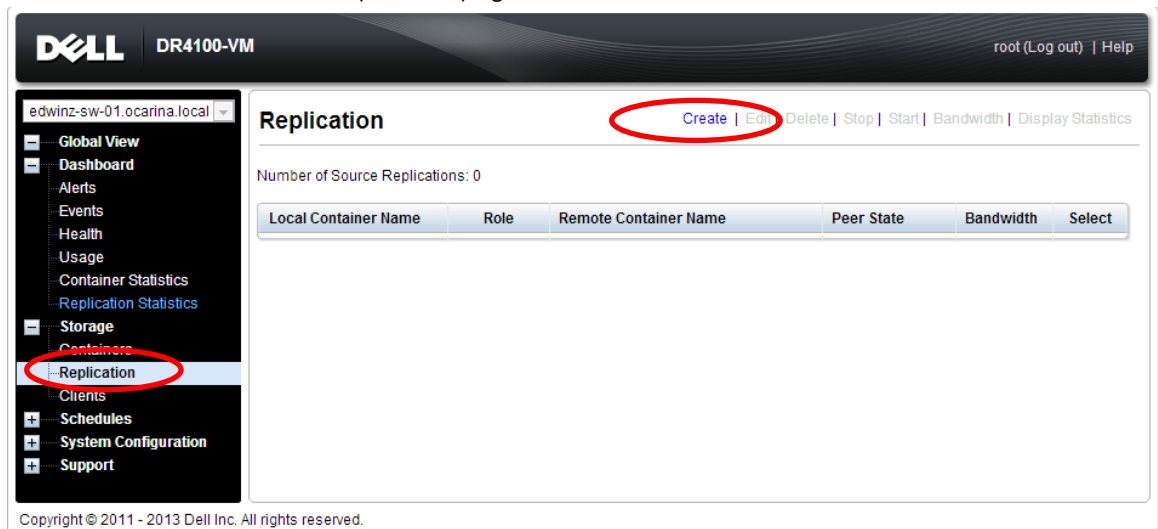 DELL DR4100-VM
root (Log out) | Help
edwinz-sw-01.ocarina.local
Global View
Dashboard
Alerts
Events
Health
Usage
Container Statistics
Replication Statistics
Storage
Containers
Replication
Clients
Schedules
System Configuration
Support
Replication
Create | Edit | Delete | Stop | Start | Bandwidth | Display Statistics
Number of Source Replications: 0
Local Container Name Role Remote Container Name Peer State Bandwidth Select
Copyright © 2011 - 2013 Dell Inc. All rights reserved.